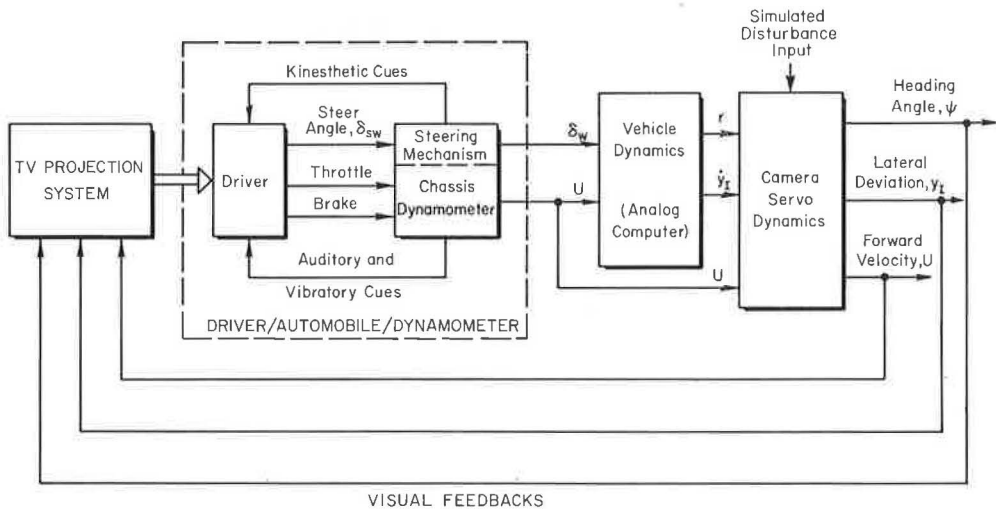 Simulated
Disturbance
Input
Kinesthetic Cues
Heading
Angle, ψ
Steer
Angle, δsw
Steering
Mechanism
δw
Vehicle
Dynamics
r
TV PROJECTION
SYSTEM
Driver
Throttle
Chassis
Dynamometer
Lateral
Deviation, yI
ẏI
Camera
Servo
Dynamics
Brake
U
(Analog
Computer)
Auditory and
Vibratory Cues
U
Forward
Velocity, U
DRIVER/AUTOMOBILE/DYNAMOMETER
VISUAL FEEDBACKS